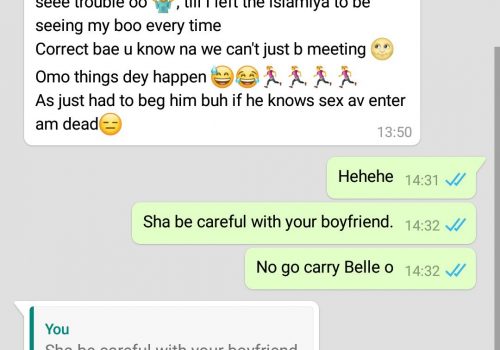 seee trouble oo 🤷‍♂️, till I left the Islamiya to be
seeing my boo every time
Correct bae u know na we can't just b meeting 🌝
Omo things dey happen 😅😂🏃‍♀️🏃‍♀️🏃‍♀️🏃‍♀️
As just had to beg him buh if he knows sex av enter
am dead😑
13:50
Hehehe 14:31
Sha be careful with your boyfriend. 14:32
No go carry Belle o 14:32
You
Sha be careful with your boyfriend.